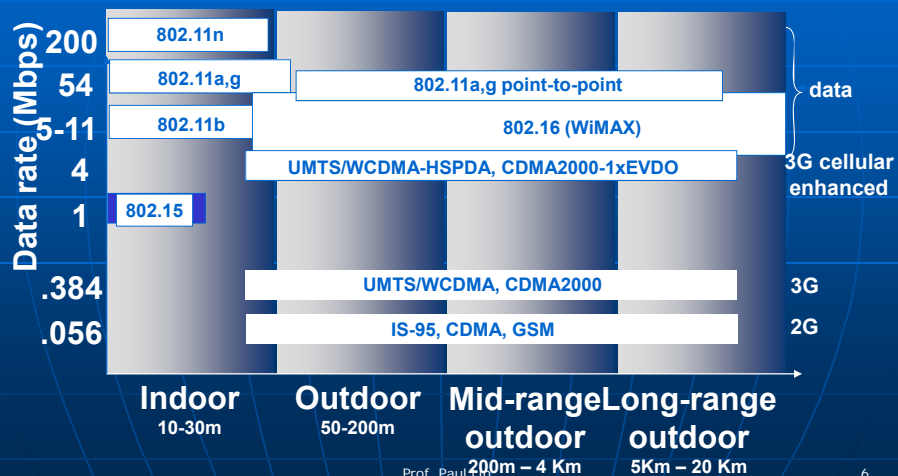 Data rate (Mbps)
200
54
5-11
4
1
.384
.056
802.11n
802.11a,g
802.11a,g point-to-point
data
802.11b
802.16 (WiMAX)
UMTS/WCDMA-HSPDA, CDMA2000-1xEVDO
3G cellular
enhanced
802.15
UMTS/WCDMA, CDMA2000
3G
IS-95, CDMA, GSM
2G
Indoor
10-30m
Outdoor
50-200m
Mid-range
outdoor
200m – 4 Km
Long-range
outdoor
5Km – 20 Km
Prof. Paul
6